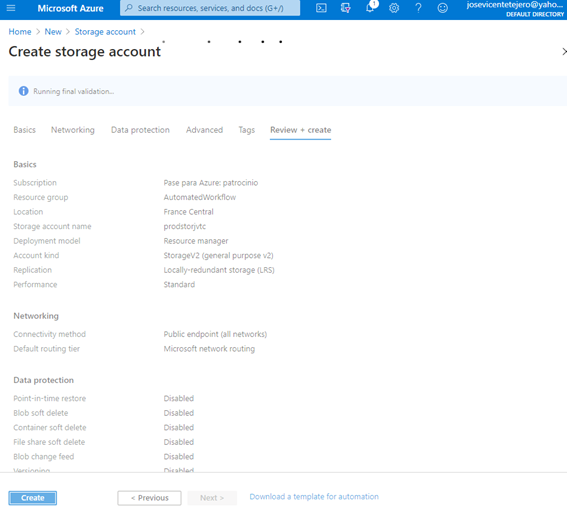 Microsoft Azure
Search resources, services, and docs (G+/)
1
josevicentetejero@yaho...
DEFAULT DIRECTORY
Home > New > Storage account >
Create storage account
Running final validation...
Basics Networking Data protection Advanced Tags Review + create
Basics
Subscription Pase para Azure: patrocinio
Resource group AutomatedWorkflow
Location France Central
Storage account name prodstorjvtc
Deployment model Resource manager
Account kind StorageV2 (general purpose v2)
Replication Locally-redundant storage (LRS)
Performance Standard
Networking
Connectivity method Public endpoint (all networks)
Default routing tier Microsoft network routing
Data protection
Point-in-time restore Disabled
Blob soft delete Disabled
Container soft delete Disabled
File share soft delete Disabled
Blob change feed Disabled
Versioning Disabled
Create < Previous Next > Download a template for automation